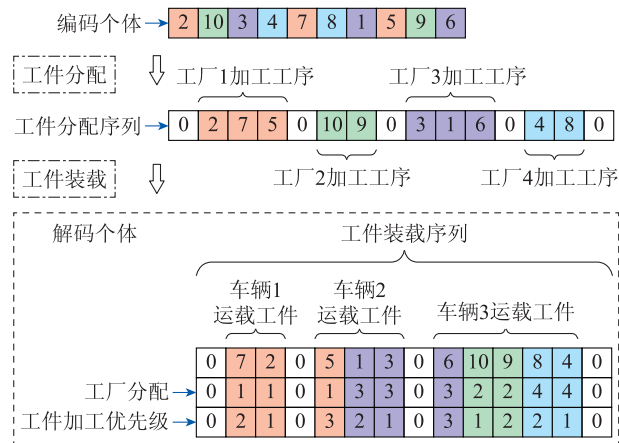 编码个体 2 10 3 4 7 8 1 5 9 6
工件分配 工厂1加工工序 工厂3加工工序
工件分配序列 0 2 7 5 0 10 9 0 3 1 6 0 4 8 0
工件装载 工厂2加工工序 工厂4加工工序
解码个体 工件装载序列
车辆1 车辆2
运载工件 运载工件 车辆3运载工件
0 7 2 0 5 1 3 0 6 10 9 8 4 0
工厂分配 0 1 1 0 1 3 3 0 3 2 2 4 4 0
工件加工优先级 0 2 1 0 3 2 1 0 3 1 2 2 1 0